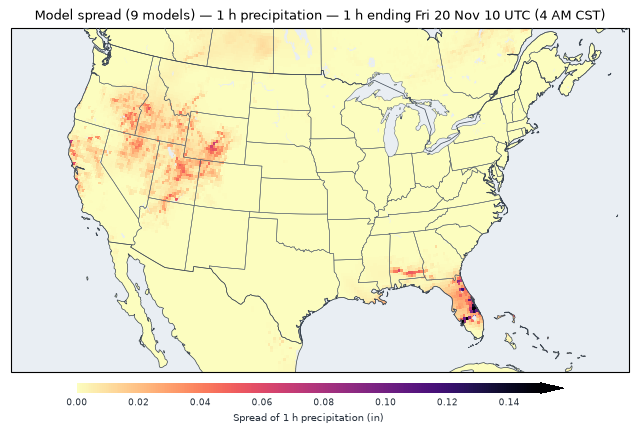 Model spread (9 models) — 1 h precipitation — 1 h ending Fri 20 Nov 10 UTC (4 AM CST)
0.00 0.02 0.04 0.06 0.08 0.10 0.12 0.14
Spread of 1 h precipitation (in)